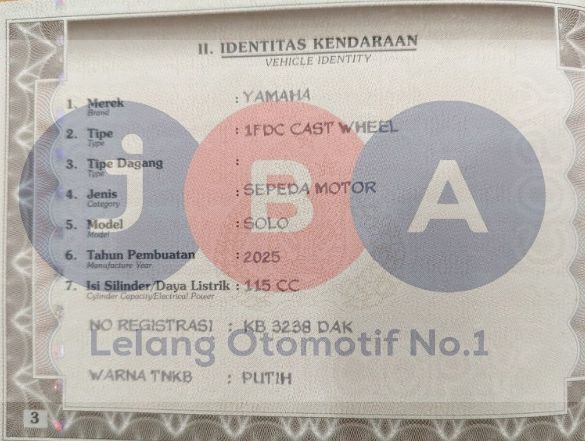 II. IDENTITAS KENDARAAN
VEHICLE IDENTITY
1. Merek : YAMAHA
Brand
2. Tipe : 1FDC CAST WHEEL
Type
3. Tipe Dagang :
Type
4. Jenis : SEPEDA MOTOR
Category
5. Model : SOLO
Model
6. Tahun Pembuatan : 2025
Manufacture Year
7. Isi Silinder/Daya Listrik : 115 CC
Cylinder Capacity/Electrical Power
NO REGISTRASI : KB 3238 DAK
Lelang Otomotif No.1
WARNA TNKB : PUTIH
3
jBA